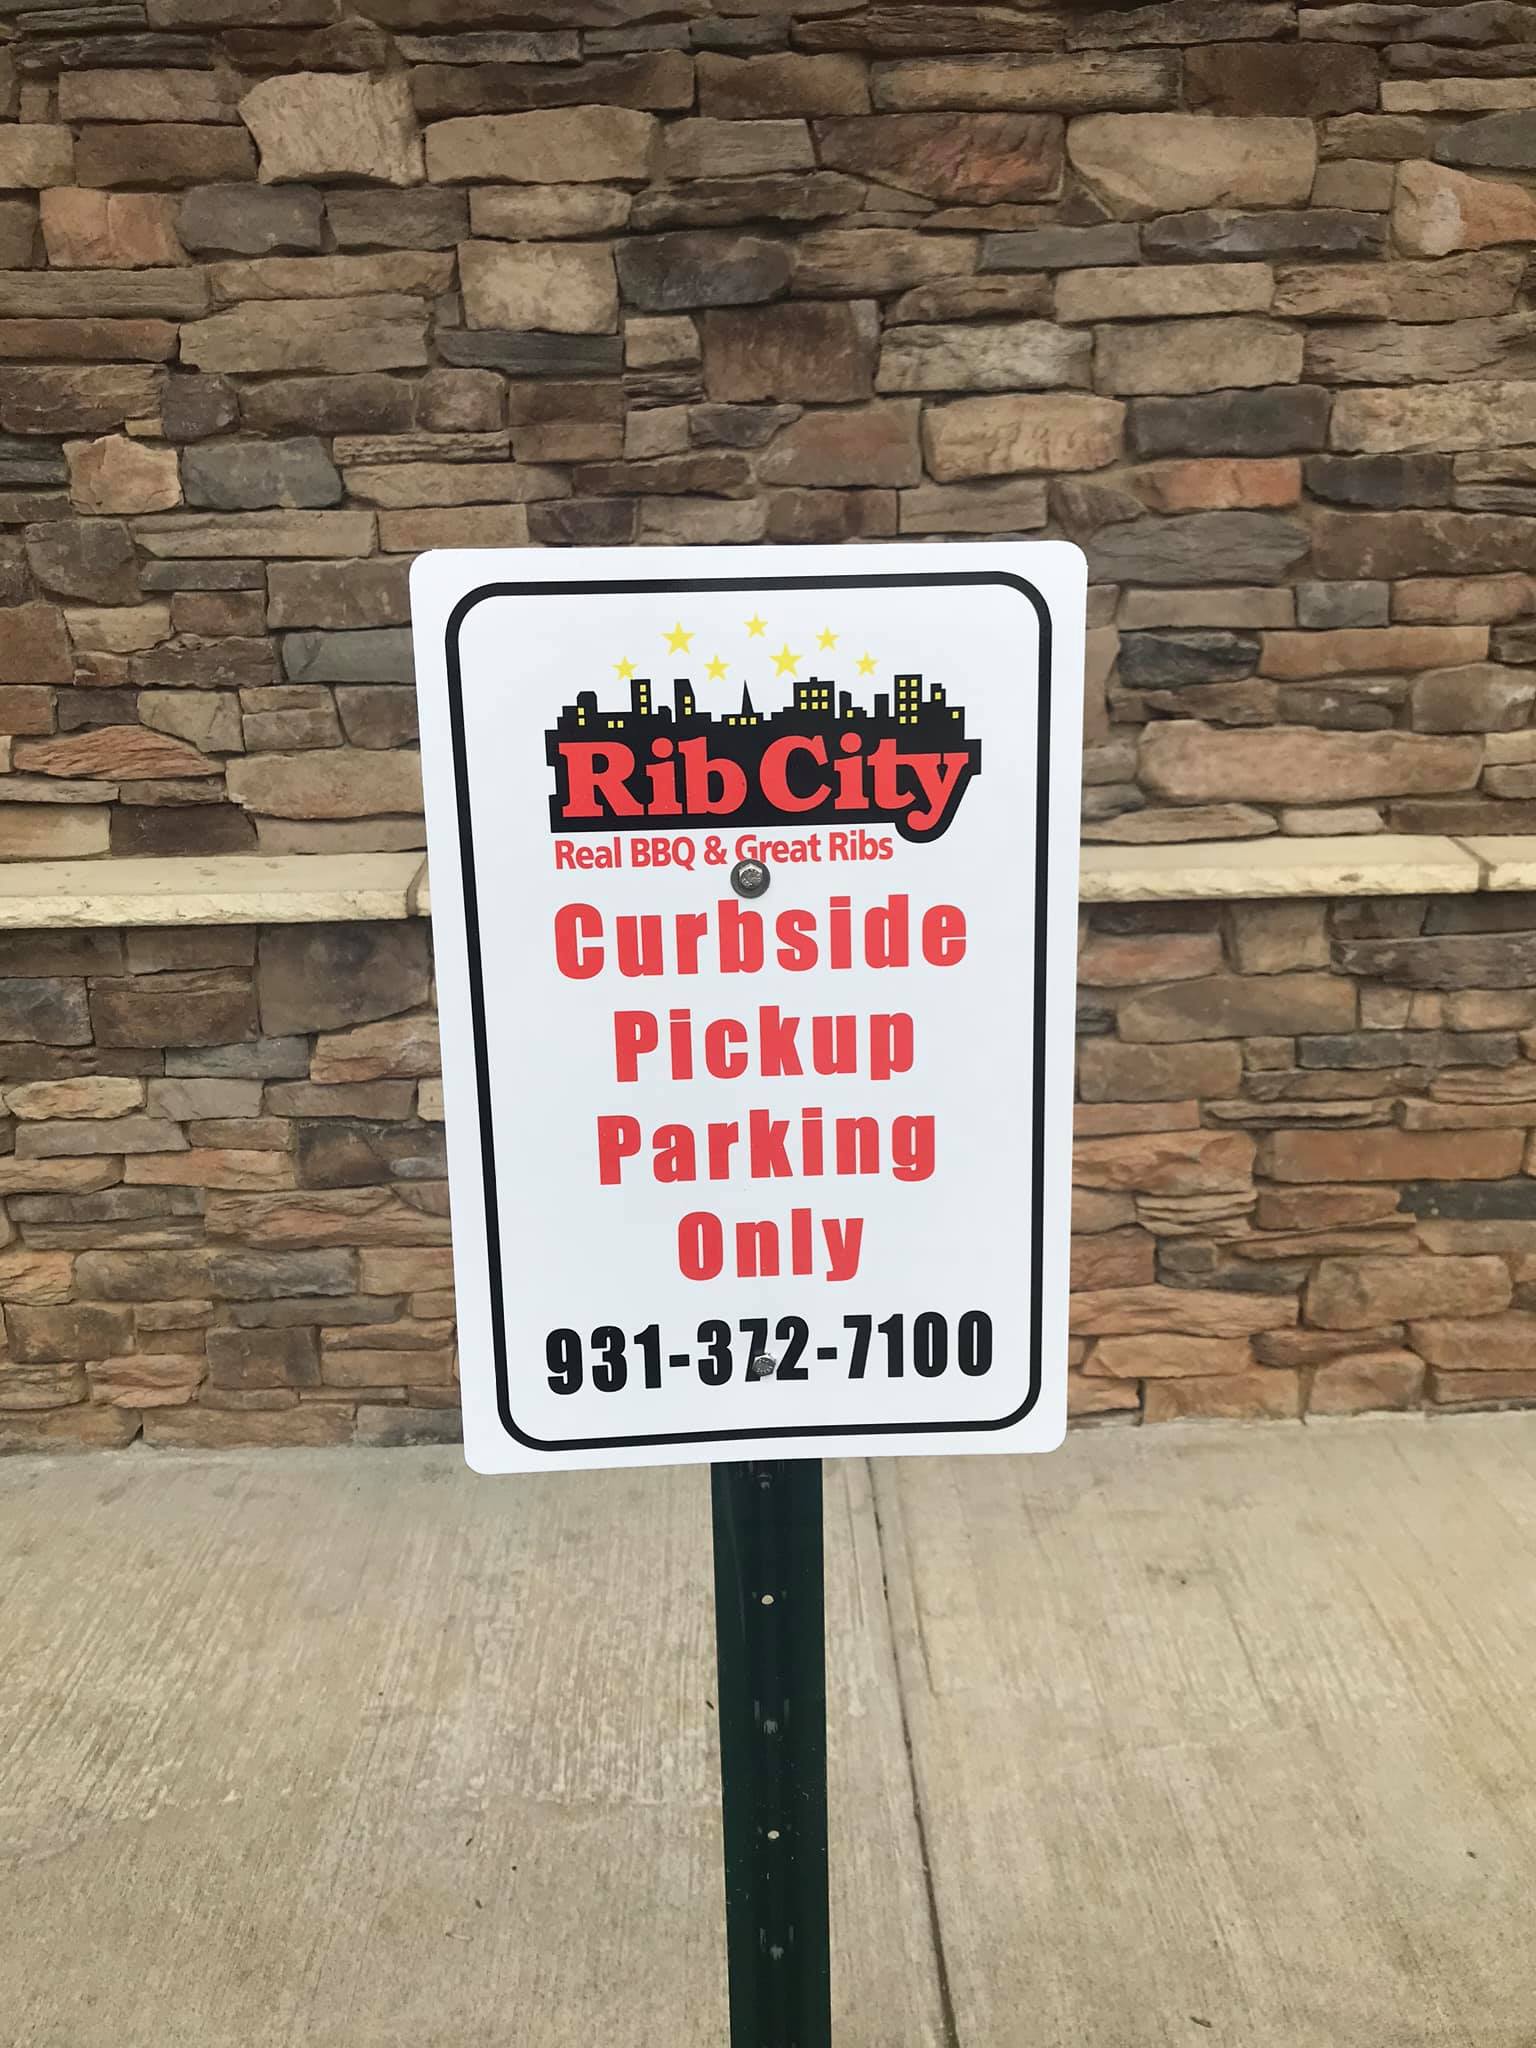 Rib City
Real BBQ & Great Ribs
Curbside
Pickup
Parking
Only
931-372-7100